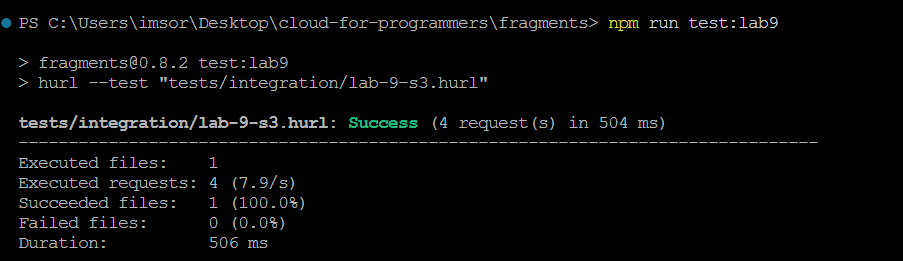 PS C:\Users\imsor\Desktop\cloud-for-programmers\fragments> npm run test:lab9
> fragments@0.8.2 test:lab9
> hurl --test "tests/integration/lab-9-s3.hurl"
tests/integration/lab-9-s3.hurl: Success (4 request(s) in 504 ms)
--------------------------------------------------------------------------------
Executed files:    1
Executed requests: 4 (7.9/s)
Succeeded files:   1 (100.0%)
Failed files:      0 (0.0%)
Duration:          506 ms